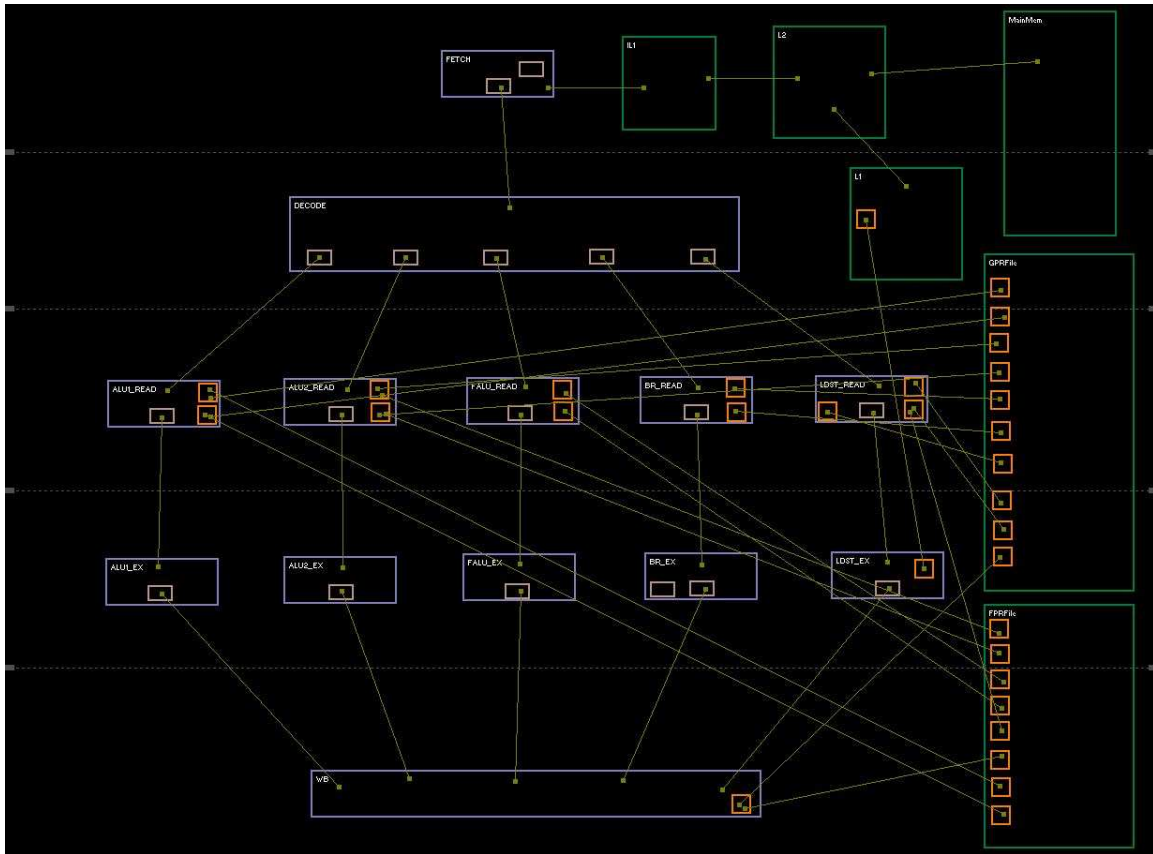 MainMem
L2
IL1
FETCH
L1
DECODE
GPRFile
ALU1_READ
ALU2_READ
FALU_READ
BR_READ
LDST_READ
ALU1_EX
ALU2_EX
FALU_EX
BR_EX
LDST_EX
FPRFile
WB